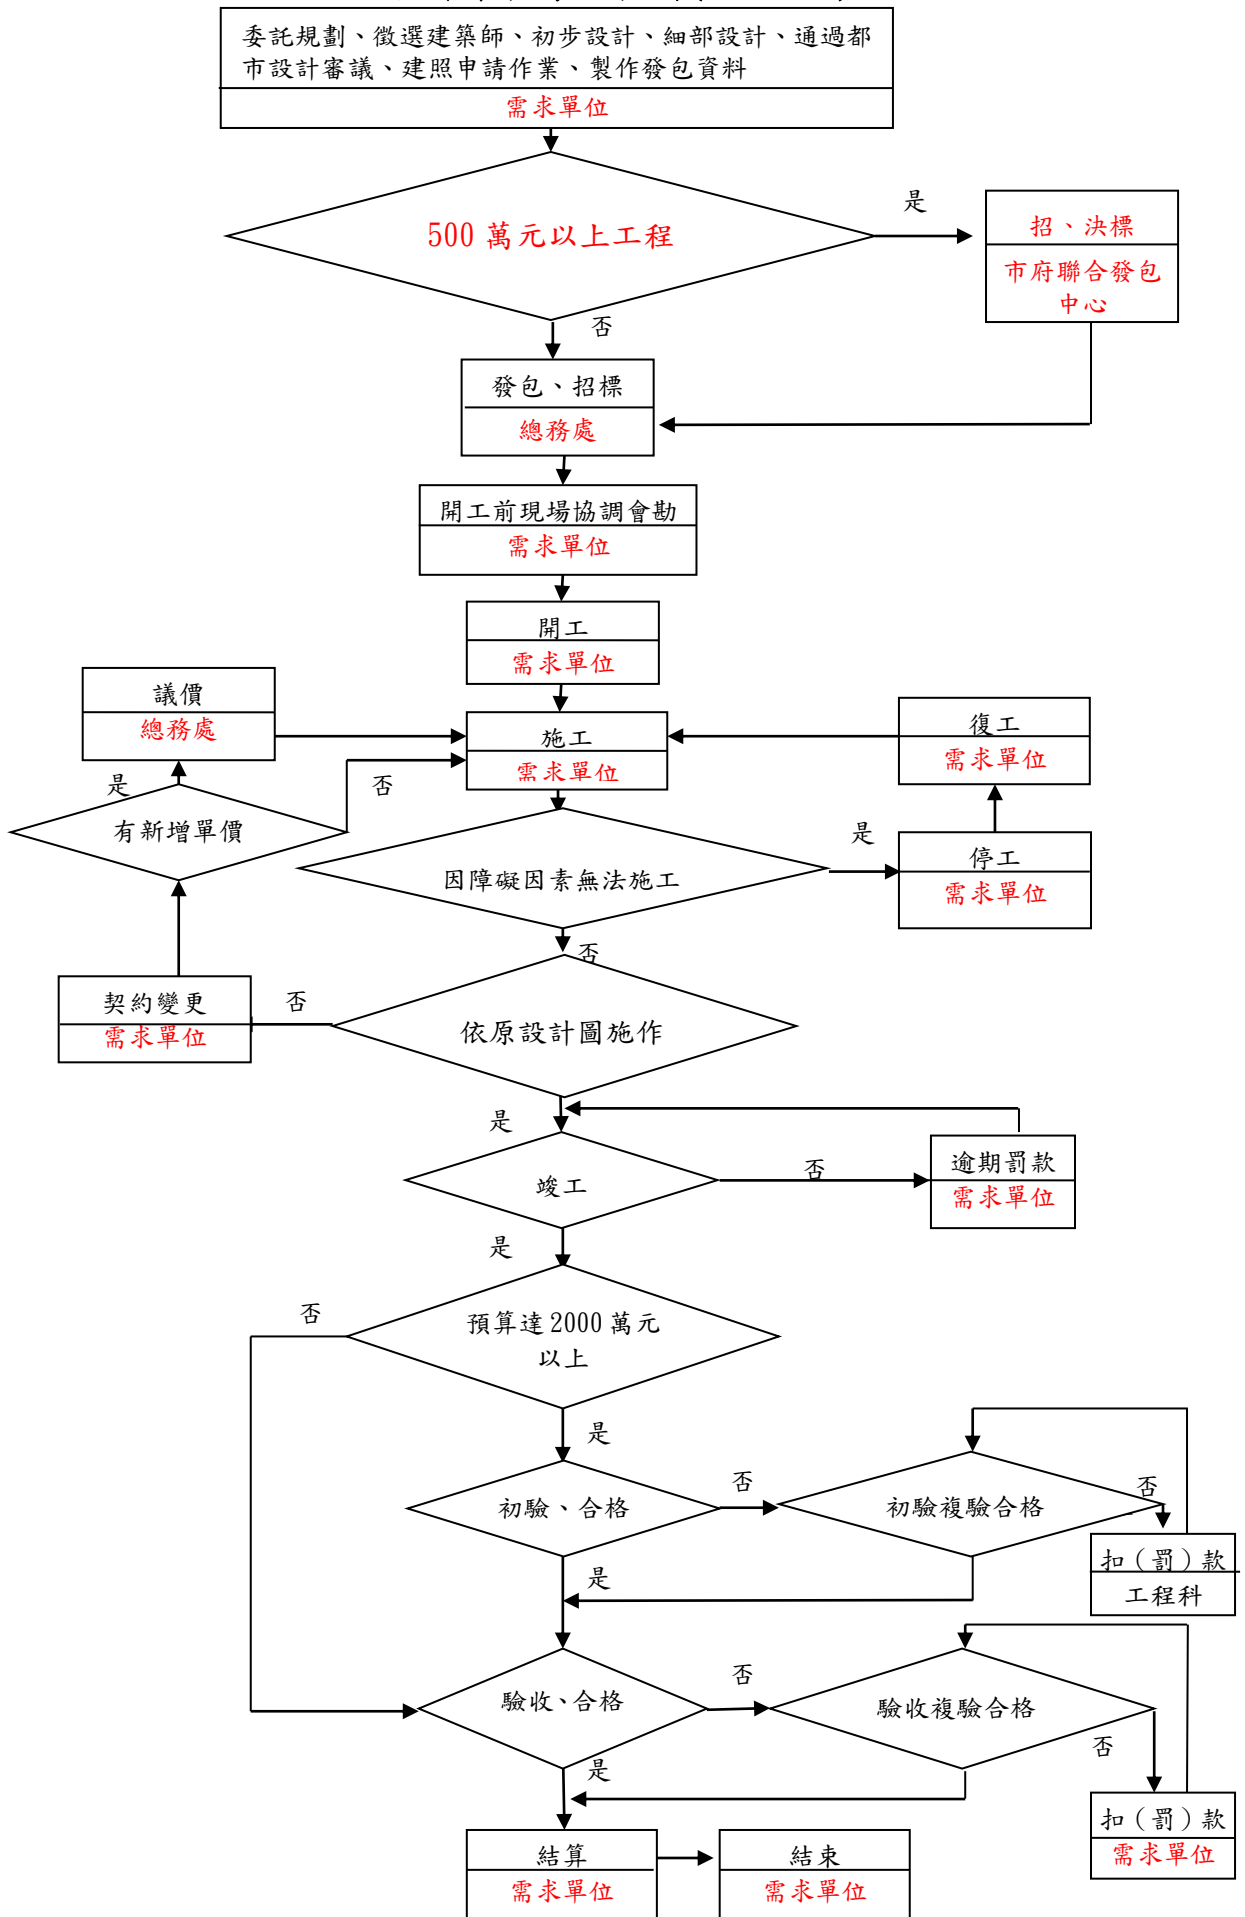 委託規劃、徵選建築師、初步設計、細部設計、通過都
市設計審議、建照申請作業、製作發包資料
需求單位
是
500 萬元以上工程
招、決標
市府聯合發包
中心
否
發包、招標
總務處
開工前現場協調會勘
需求單位
開工
需求單位
議價
總務處
施工
需求單位
復工
需求單位
是
否
有新增單價
是
因障礙因素無法施工
停工
需求單位
否
契約變更
需求單位
否
依原設計圖施作
是
竣工
否
逾期罰款
需求單位
是
否
預算達 2000 萬元
以上
是
初驗、合格
否
初驗複驗合格
否
扣（罰）款
工程科
是
驗收、合格
否
驗收複驗合格
否
扣（罰）款
需求單位
是
結算
需求單位
結束
需求單位